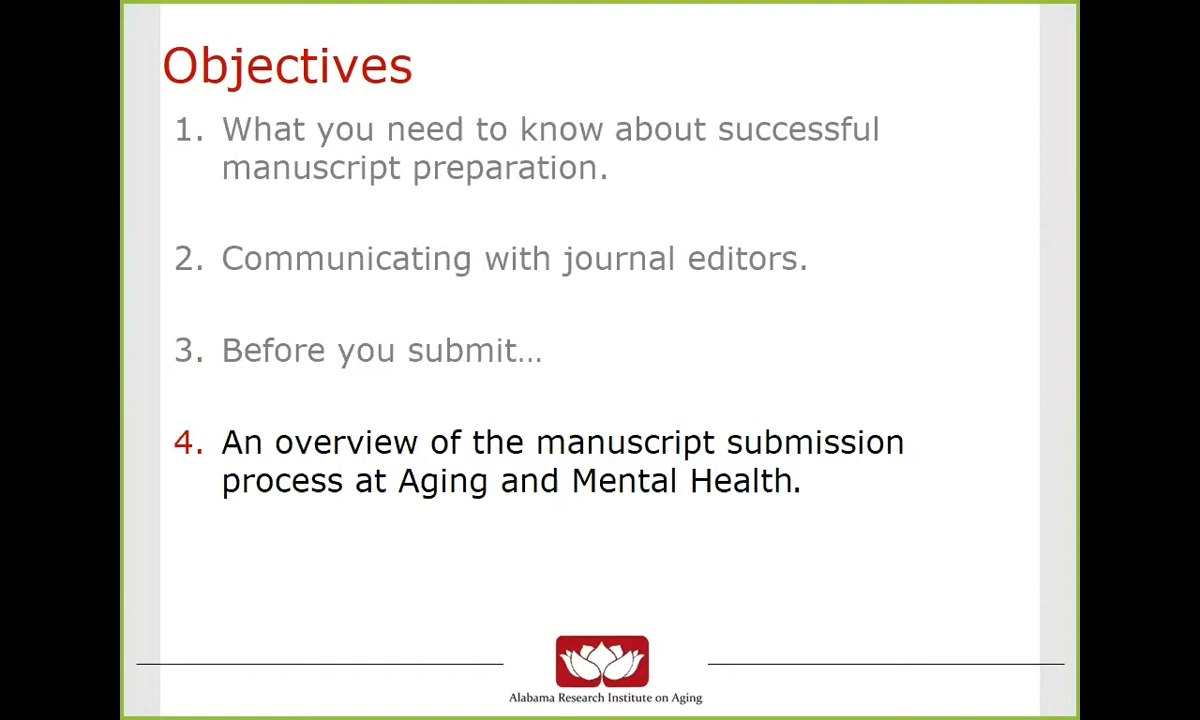 Objectives
1. What you need to know about successful
manuscript preparation.
2. Communicating with journal editors.
3. Before you submit…
4. An overview of the manuscript submission
process at Aging and Mental Health.
Alabama Research Institute on Aging